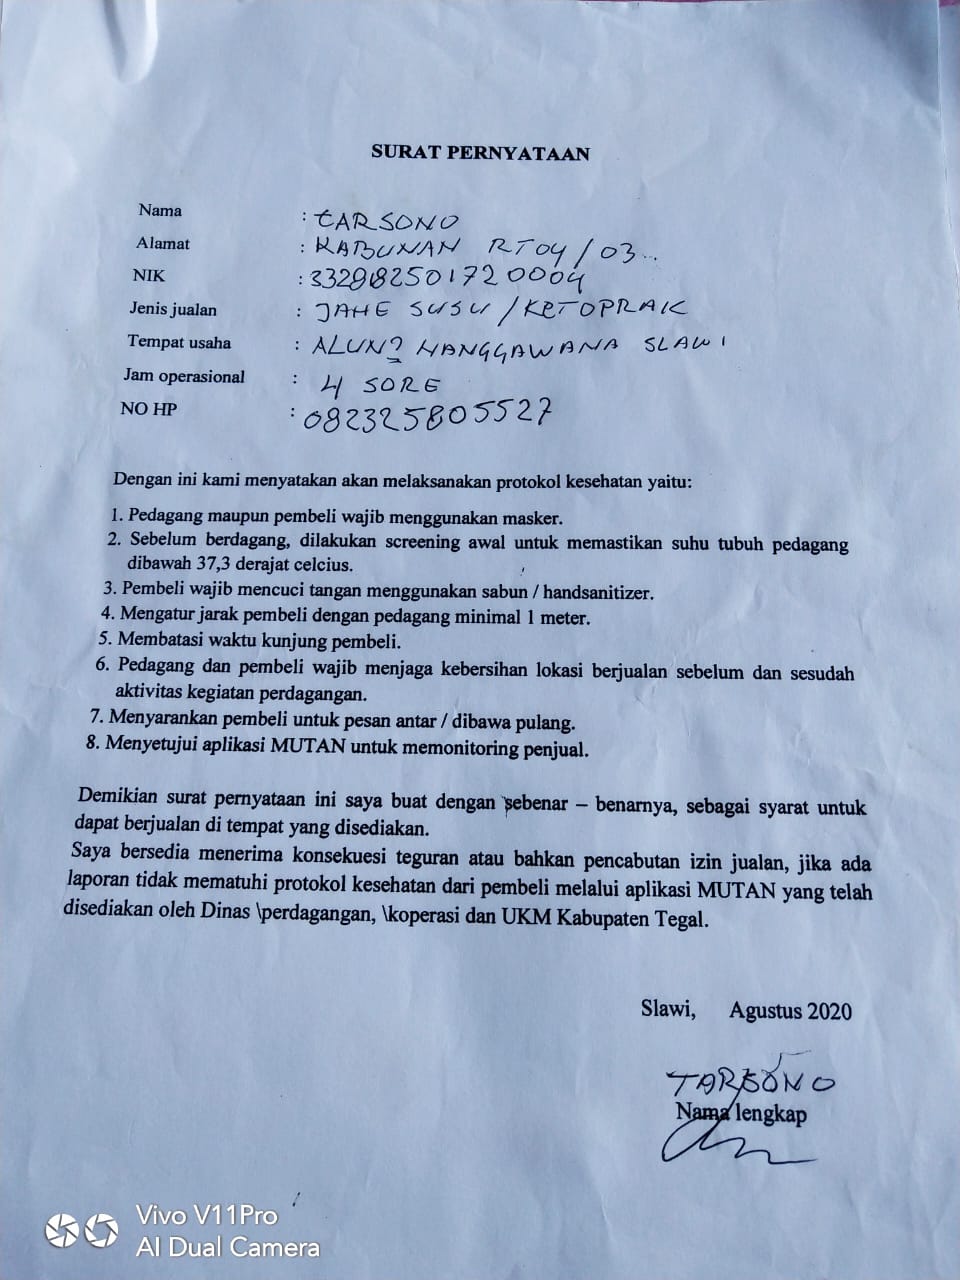 SURAT PERNYATAAN
Nama : TARSONO
Alamat : KABUNAN RT04/03..
NIK
Jenis jualan : JAHE SUSU/KETOPRAK
Tempat usaha : ALUN2 HANGGAWANA SLAWI
Jam operasional : 4 SORE
NO HP : 082325805527
Dengan ini kami menyatakan akan melaksanakan protokol kesehatan yaitu:
1. Pedagang maupun pembeli wajib menggunakan masker.
2. Sebelum berdagang, dilakukan screening awal untuk memastikan suhu tubuh pedagang
dibawah 37,3 derajat celcius.
3. Pembeli wajib mencuci tangan menggunakan sabun / handsanitizer.
4. Mengatur jarak pembeli dengan pedagang minimal 1 meter.
5. Membatasi waktu kunjung pembeli.
6. Pedagang dan pembeli wajib menjaga kebersihan lokasi berjualan sebelum dan sesudah
aktivitas kegiatan perdagangan.
7. Menyarankan pembeli untuk pesan antar / dibawa pulang.
8. Menyetujui aplikasi MUTAN untuk memonitoring penjual.
Demikian surat pernyataan ini saya buat dengan sebenar – benarnya, sebagai syarat untuk
dapat berjualan di tempat yang disediakan.
Saya bersedia menerima konsekuesi teguran atau bahkan pencabutan izin jualan, jika ada
laporan tidak mematuhi protokol kesehatan dari pembeli melalui aplikasi MUTAN yang telah
disediakan oleh Dinas \perdagangan, \koperasi dan UKM Kabupaten Tegal.
Slawi, Agustus 2020
TARSONO
Nama lengkap
Vivo V11Pro
AI Dual Camera